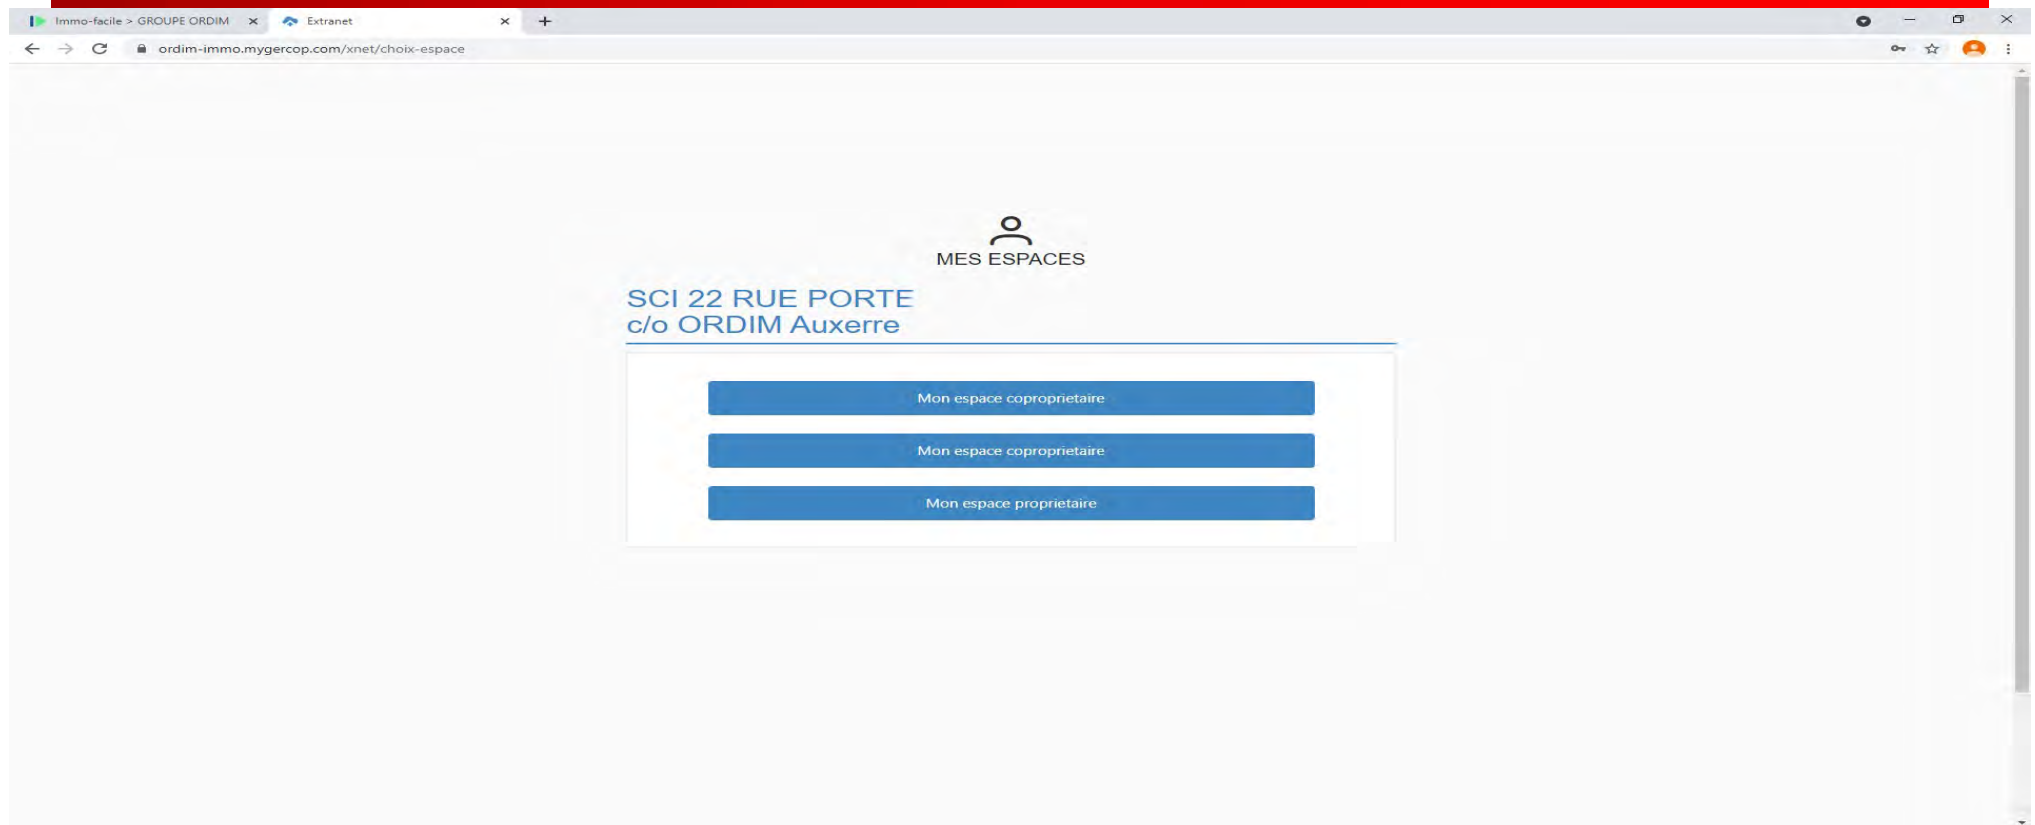 Immo-facile > GROUPE ORDIM
Extranet
ordim-immo.mygercop.com/xnet/choix-espace
MES ESPACES
SCI 22 RUE PORTE
c/o ORDIM Auxerre
Mon espace coproprietaire
Mon espace coproprietaire
Mon espace proprietaire